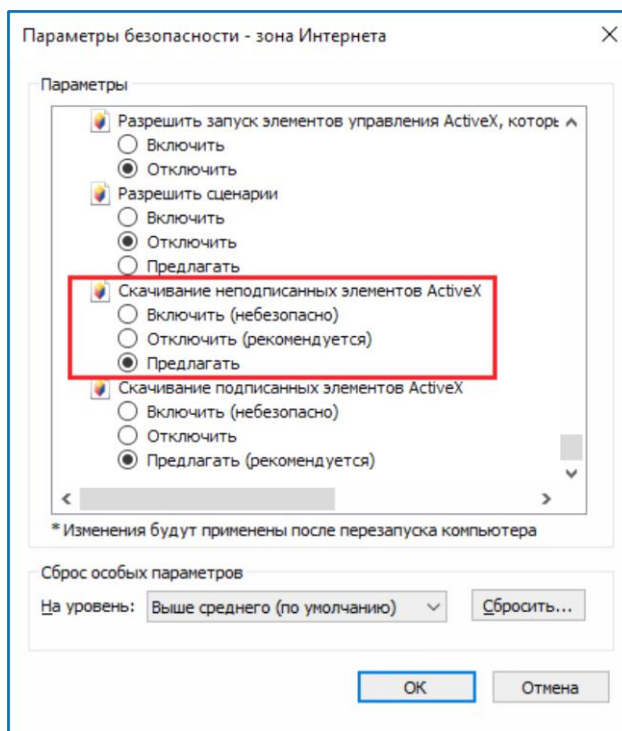 Параметры безопасности - зона Интернета
Параметры
Разрешить запуск элементов управления ActiveX, которы
Включить
Отключить
Разрешить сценарии
Включить
Отключить
Предлагать
Скачивание неподписанных элементов ActiveX
Включить (небезопасно)
Отключить (рекомендуется)
Предлагать
Скачивание подписанных элементов ActiveX
Включить (небезопасно)
Отключить
Предлагать (рекомендуется)
* Изменения будут применены после перезапуска компьютера
Сброс особых параметров
На уровень: Выше среднего (по умолчанию) Сбросить...
ОК Отмена